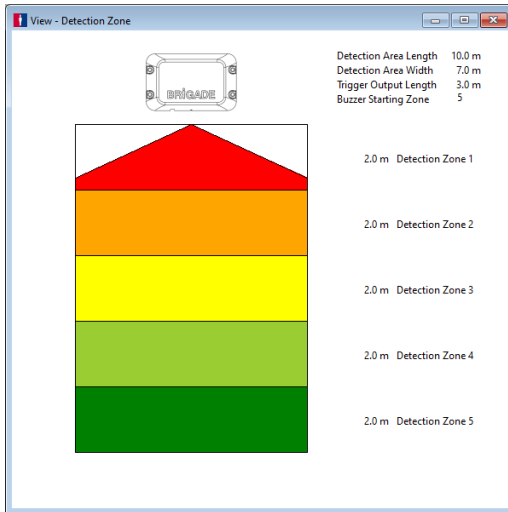 View - Detection Zone
BRIGADE
Detection Area Length 10.0 m
Detection Area Width 7.0 m
Trigger Output Length 3.0 m
Buzzer Starting Zone 5
2.0 m Detection Zone 1
2.0 m Detection Zone 2
2.0 m Detection Zone 3
2.0 m Detection Zone 4
2.0 m Detection Zone 5